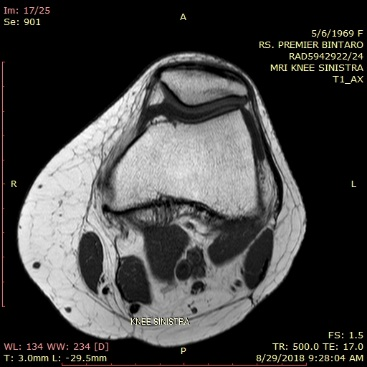 Im: 17/25
Se: 901
A
5/6/1969 F
RS. PREMIER BINTARO
RAD5942922/24
MRI KNEE SINISTRA
T1_AX
R
L
KNEE SINISTRA
WL: 134 WW: 234 [D]
T: 3.0mm L: -29.5mm
P
FS: 1.5
TR: 500.0 TE: 17.0
8/29/2018 9:28:04 AM